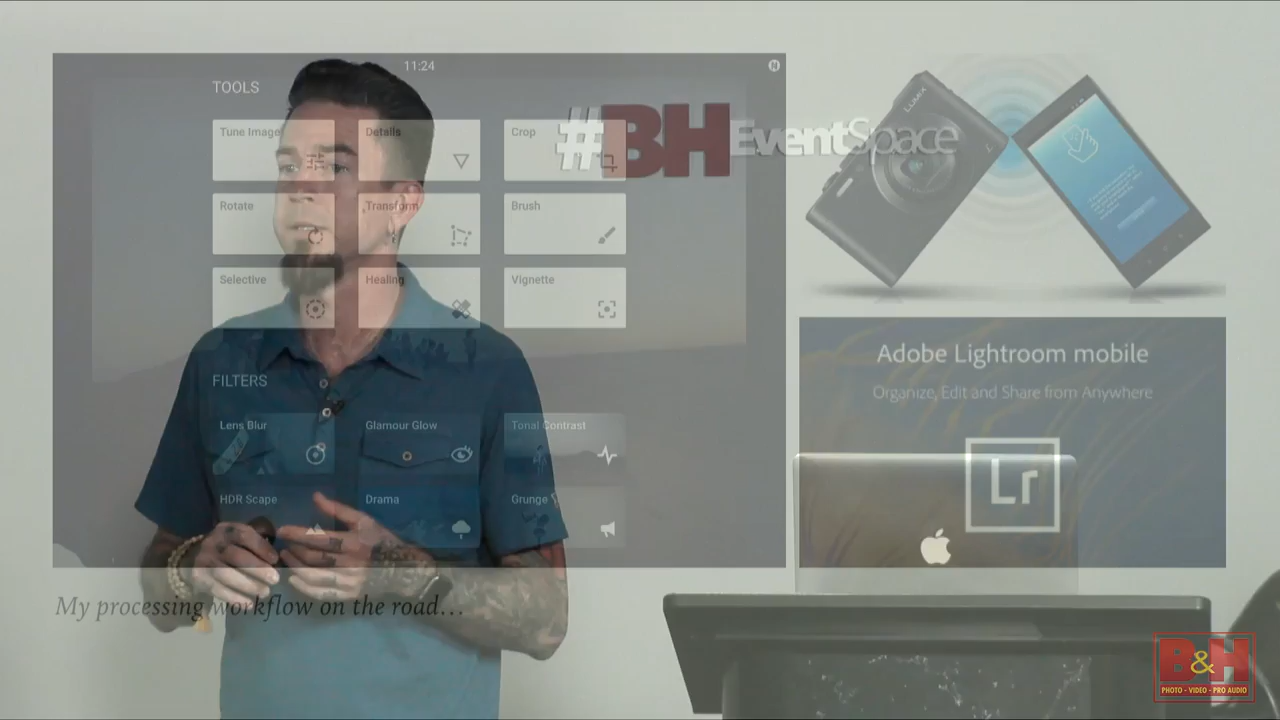 11:24
TOOLS
Tune Image
Details
Crop
#BHEventSpace
LUMIX
Rotate
Transform
Brush
Selective
Healing
Vignette
FILTERS
Lens Blur
Glamour Glow
Tonal Contrast
HDR Scape
Drama
Grunge
Adobe Lightroom mobile
Organize, Edit and Share from Anywhere
Lr
My processing workflow on the road...
B&H
PHOTO - VIDEO - PRO AUDIO